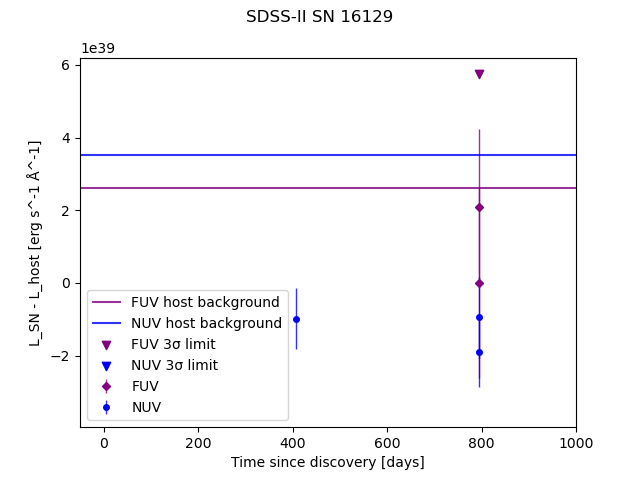 SDSS-II SN 16129
1e39
6
4
2
0
−2
L_SN - L_host [erg s^-1 Å^-1]
FUV host background
NUV host background
FUV 3σ limit
NUV 3σ limit
FUV
NUV
0 200 400 600 800 1000
Time since discovery [days]